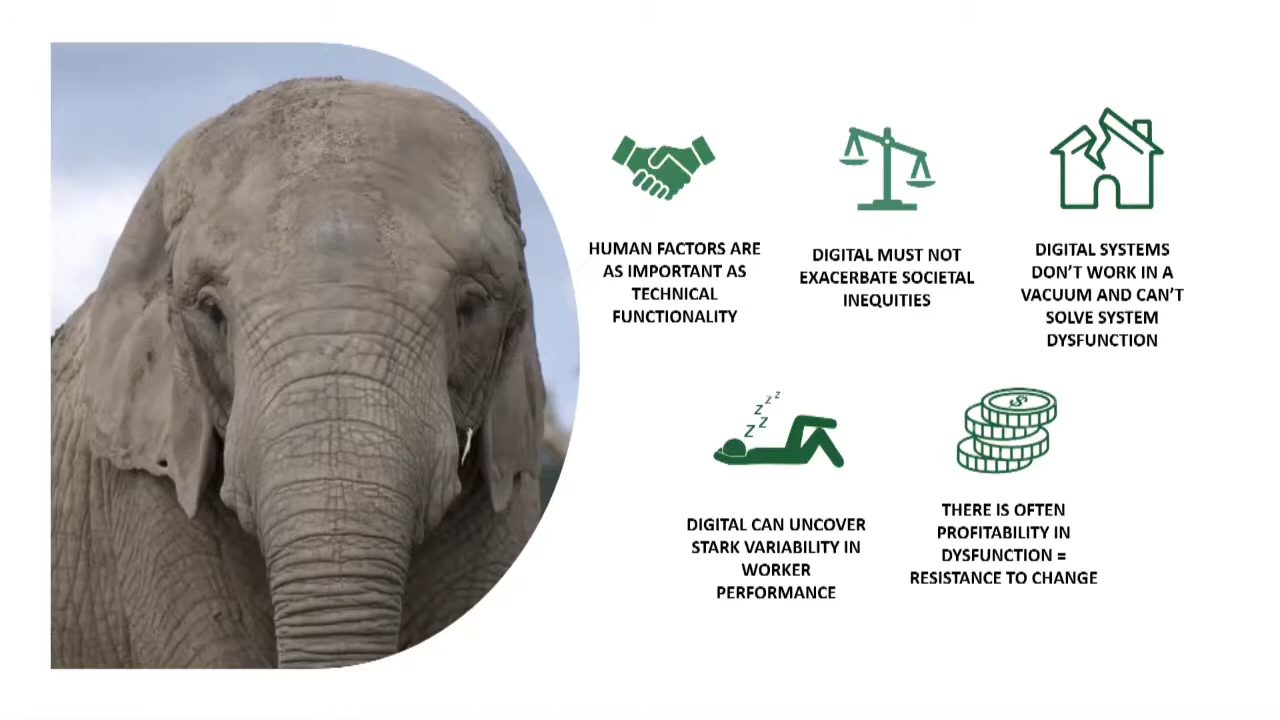 HUMAN FACTORS ARE
AS IMPORTANT AS
TECHNICAL
FUNCTIONALITY
DIGITAL MUST NOT
EXACERBATE SOCIETAL
INEQUITIES
DIGITAL SYSTEMS
DON'T WORK IN A
VACUUM AND CAN'T
SOLVE SYSTEM
DYSFUNCTION
z z z z z
DIGITAL CAN UNCOVER
STARK VARIABILITY IN
WORKER
PERFORMANCE
$
THERE IS OFTEN
PROFITABILITY IN
DYSFUNCTION =
RESISTANCE TO CHANGE